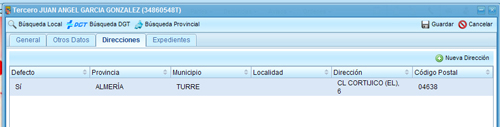 Tercero JUAN ANGEL GARCIA GONZALEZ (34860548T)
Búsqueda Local DGT Búsqueda DGT Búsqueda Provincial Guardar Cancelar
General Otros Datos Direcciones Expedientes
Nueva Dirección
Defecto Provincia Municipio Localidad Dirección Código Postal
Sí ALMERÍA TURRE CL CORTIJICO (EL), 04638
6